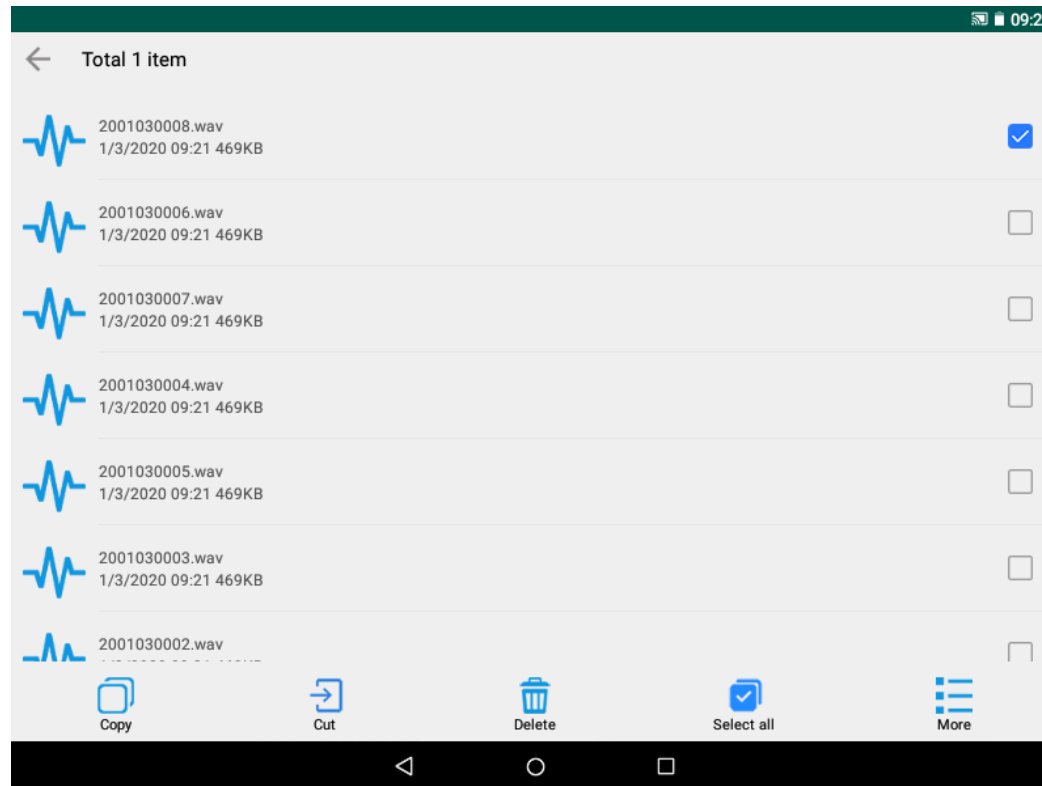 09:2
Total 1 item
2001030008.wav
1/3/2020 09:21 469KB
2001030006.wav
1/3/2020 09:21 469KB
2001030007.wav
1/3/2020 09:21 469KB
2001030004.wav
1/3/2020 09:21 469KB
2001030005.wav
1/3/2020 09:21 469KB
2001030003.wav
1/3/2020 09:21 469KB
2001030002.wav
Copy Cut Delete Select all More